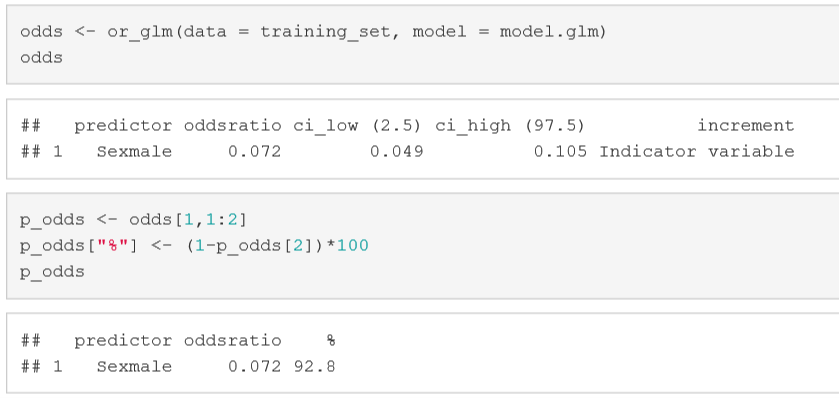 odds <- or_glm(data = training_set, model = model.glm)
odds
##   predictor oddsratio ci_low (2.5) ci_high (97.5)          increment
## 1   Sexmale     0.072        0.049          0.105 Indicator variable
p_odds <- odds[1,1:2]
p_odds["%"] <- (1-p_odds[2])*100
p_odds
##   predictor oddsratio    %
## 1   Sexmale     0.072 92.8